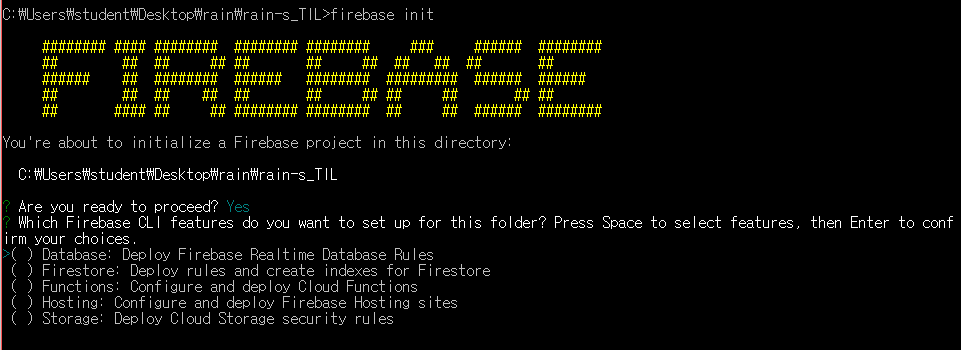 C:₩Users₩student₩Desktop₩rain₩rain-s_TIL>firebase init
FIREBASE
You're about to initialize a Firebase project in this directory:
C:₩Users₩student₩Desktop₩rain₩rain-s_TIL
? Are you ready to proceed? Yes
? Which Firebase CLI features do you want to set up for this folder? Press Space to select features, then Enter to conf
irm your choices.
>( ) Database: Deploy Firebase Realtime Database Rules
( ) Firestore: Deploy rules and create indexes for Firestore
( ) Functions: Configure and deploy Cloud Functions
( ) Hosting: Configure and deploy Firebase Hosting sites
( ) Storage: Deploy Cloud Storage security rules